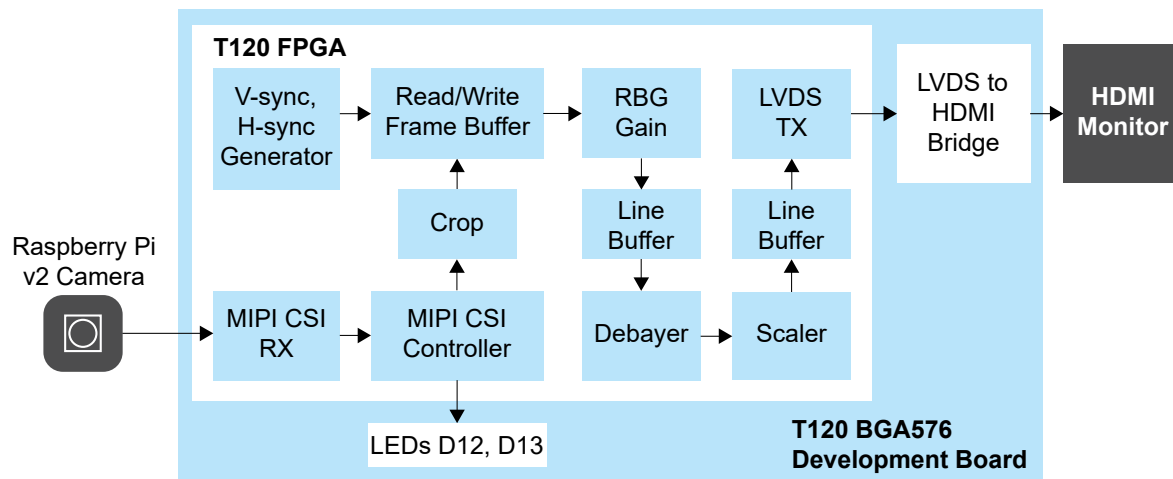 T120 FPGA
V-sync,
H-sync
Generator
Read/Write
Frame Buffer
RBG
Gain
LVDS
TX
LVDS to
HDMI
Bridge
HDMI
Monitor
Crop
Line
Buffer
Line
Buffer
Raspberry Pi
v2 Camera
MIPI CSI
RX
MIPI CSI
Controller
Debayer
Scaler
LEDs D12, D13
T120 BGA576
Development Board